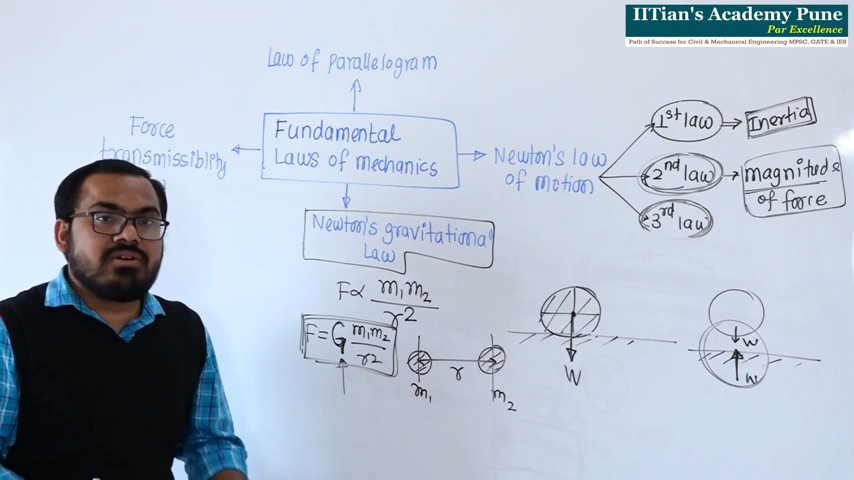 IITian's Academy Pune
Par Excellence
Path of Success for Civil & Mechanical Engineering MPSC, GATE & IES
Law of parallelogram
Force
transmissiblity
Fundamental
Laws of mechanics
Newton's law
of motion
1st law
Inertia
2nd law
magnitude
of force
3rd law
Newton's gravitational
Law
F∝ m₁m₂/r²
F=G m₁m₂/r²
r
m₁
m₂
W
W
W